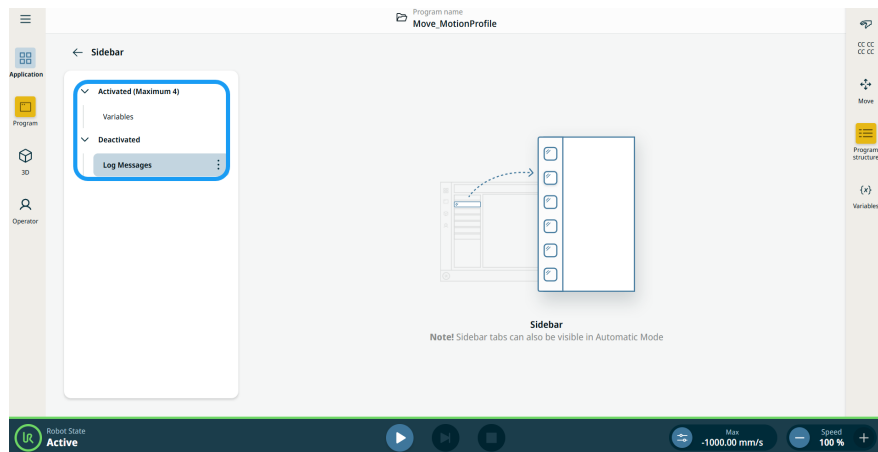 Program name
Move_MotionProfile
Sidebar
Application
Program
3D
Operator
Activated (Maximum 4)
Variables
Deactivated
Log Messages
Sidebar
Note! Sidebar tabs can also be visible in Automatic Mode
CC CC
CC CC
Move
Program
structure
{x}
Variables
UR
Robot State
Active
Max
-1000.00 mm/s
Speed
100 %